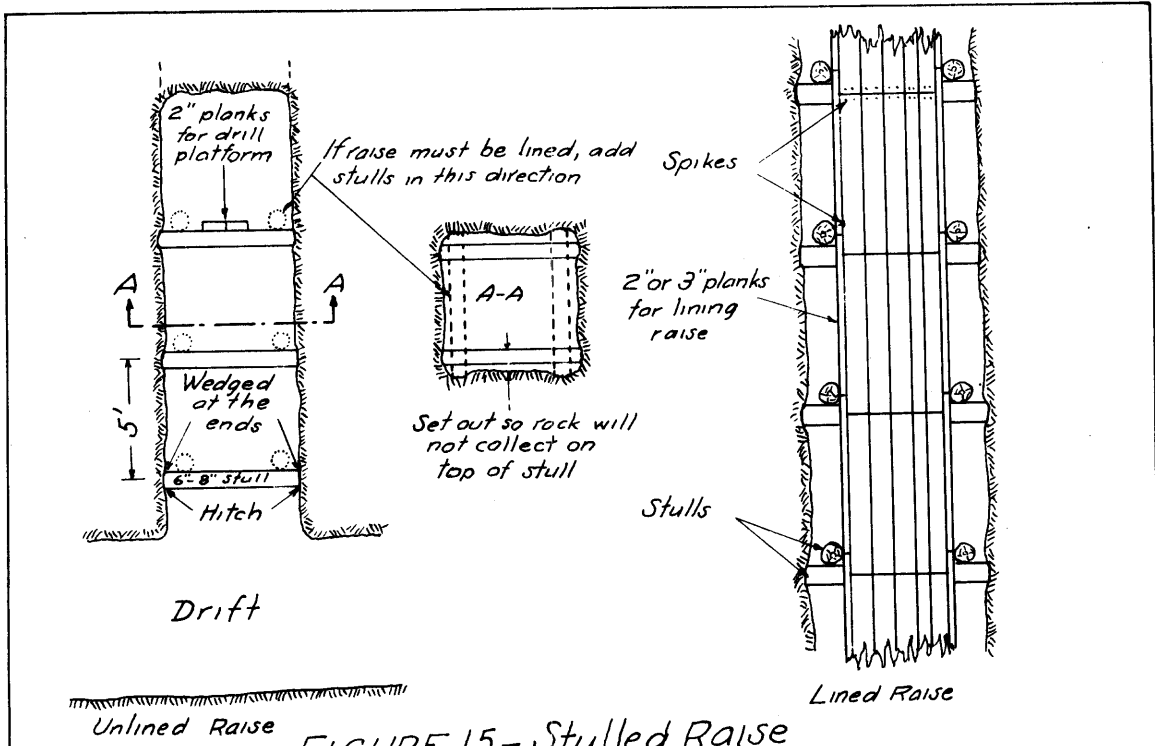 2" planks
for drill
platform
If raise must be lined, add
stulls in this direction
A
A
A-A
5'
Wedged
at the
ends
6"-8" Stull
Hitch
Set out so rock will
not collect on
top of stull
Drift
Unlined Raise
Spikes
2" or 3" planks
for lining
raise
Stulls
Lined Raise
FIGURE 15- Stulled Raise